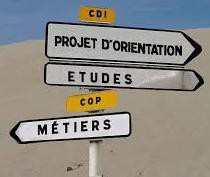 CDI
PROJET D'ORIENTATION
ETUDES
COP
MÉTIERS